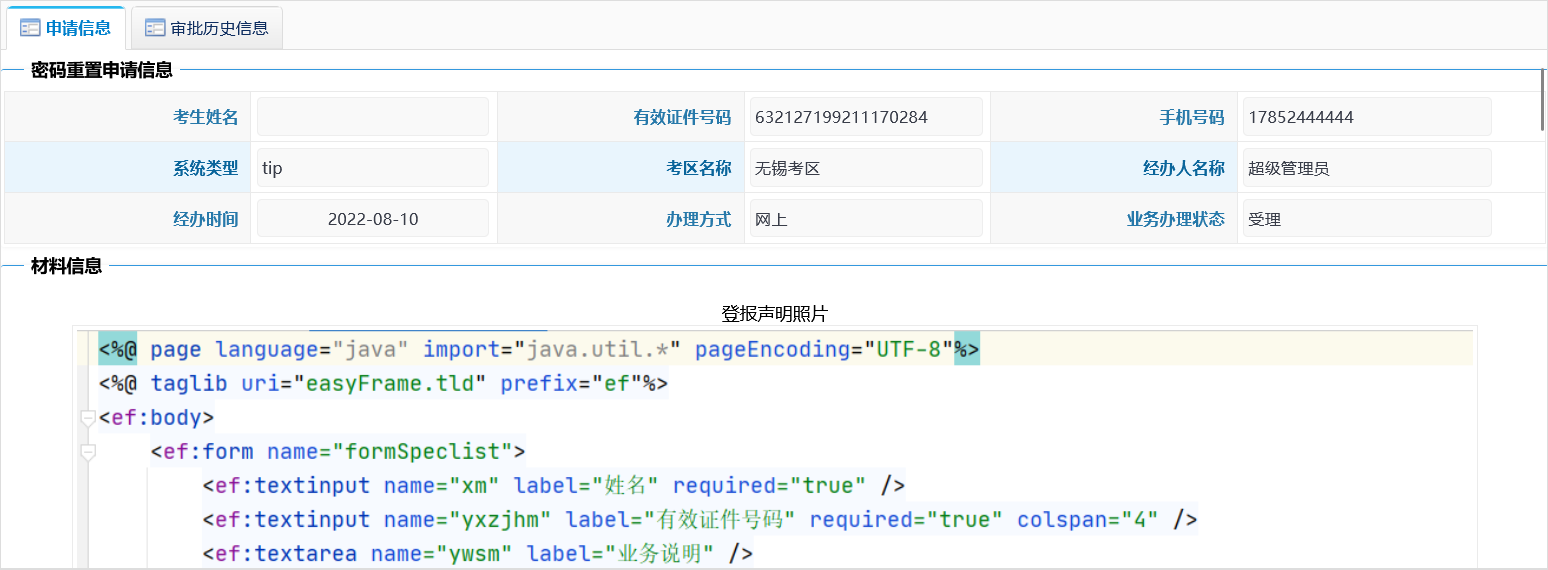 申请信息 审批历史信息
密码重置申请信息
考生姓名 有效证件号码 632127199211170284 手机号码 17852444444
系统类型 tip 考区名称 无锡考区 经办人名称 超级管理员
经办时间 2022-08-10 办理方式 网上 业务办理状态 受理
材料信息
登报声明照片
<%@ page language="java" import="java.util.*" pageEncoding="UTF-8"%>
<%@ taglib uri="easyFrame.tld" prefix="ef"%>
<ef:body>
<ef:form name="formSpeclist">
<ef:textinput name="xm" label="姓名" required="true" />
<ef:textinput name="yxzjhm" label="有效证件号码" required="true" colspan="4" />
<ef:textarea name="ywsm" label="业务说明" />